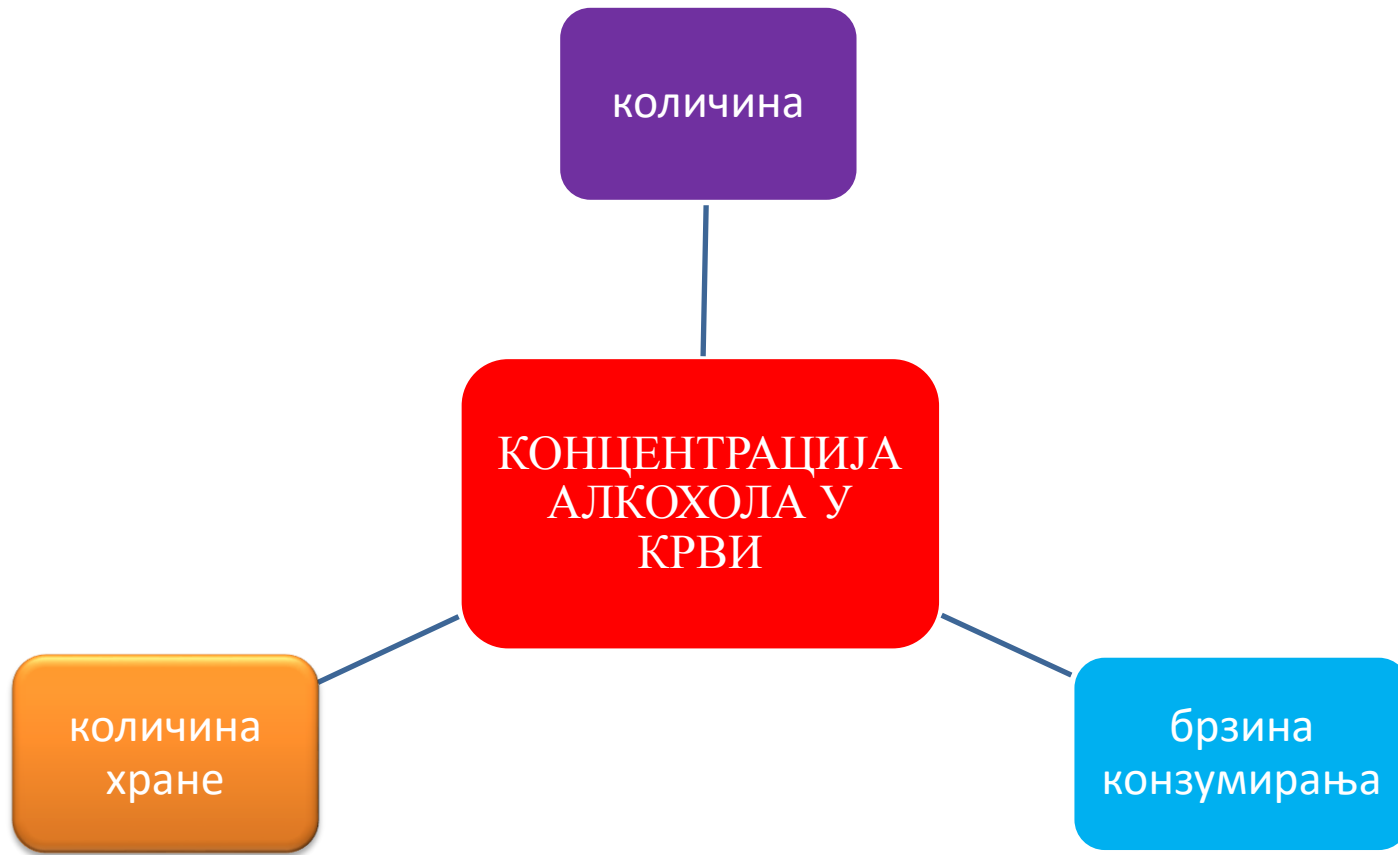 количина
КОНЦЕНТРАЦИЈА
АЛКОХОЛА У
КРВИ
количина
хране
брзина
конзумирања